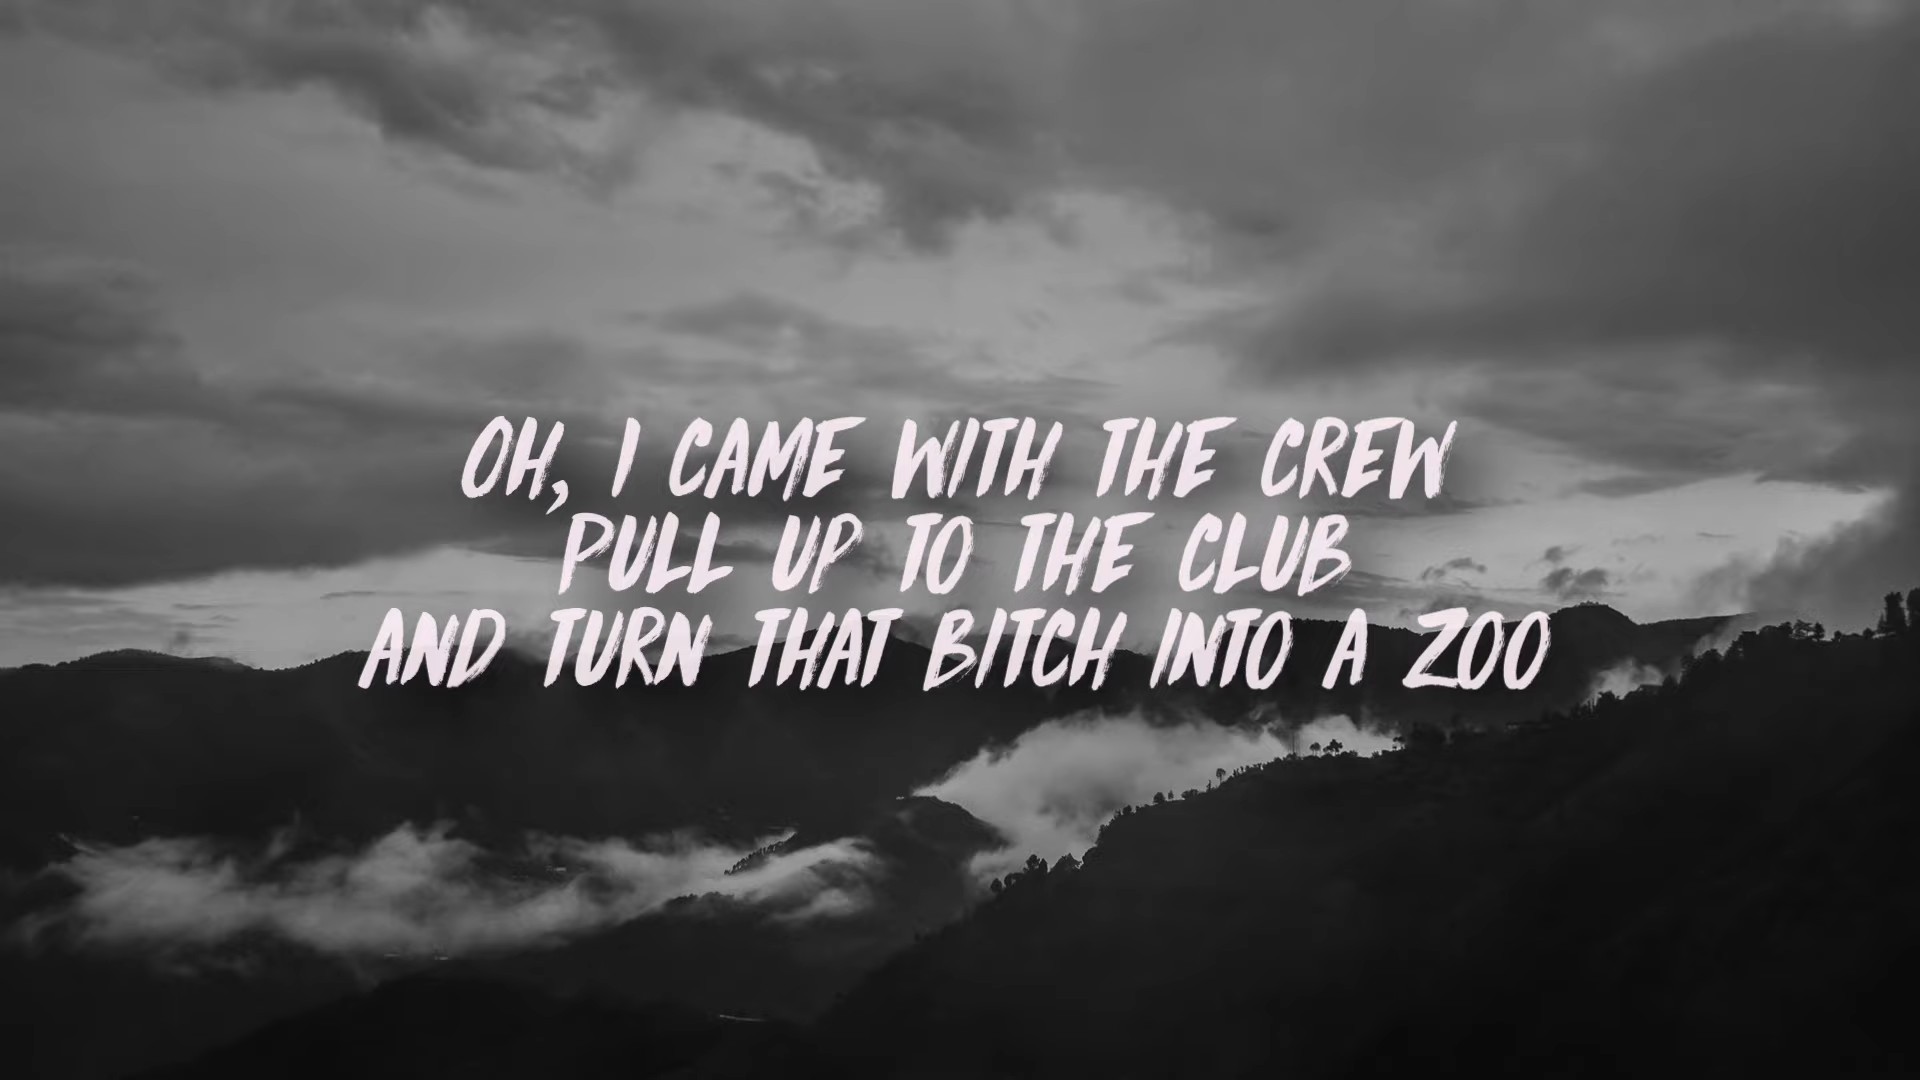 OH, I CAME WITH THE CREW
PULL UP TO THE CLUB
AND TURN THAT BITCH INTO A ZOO